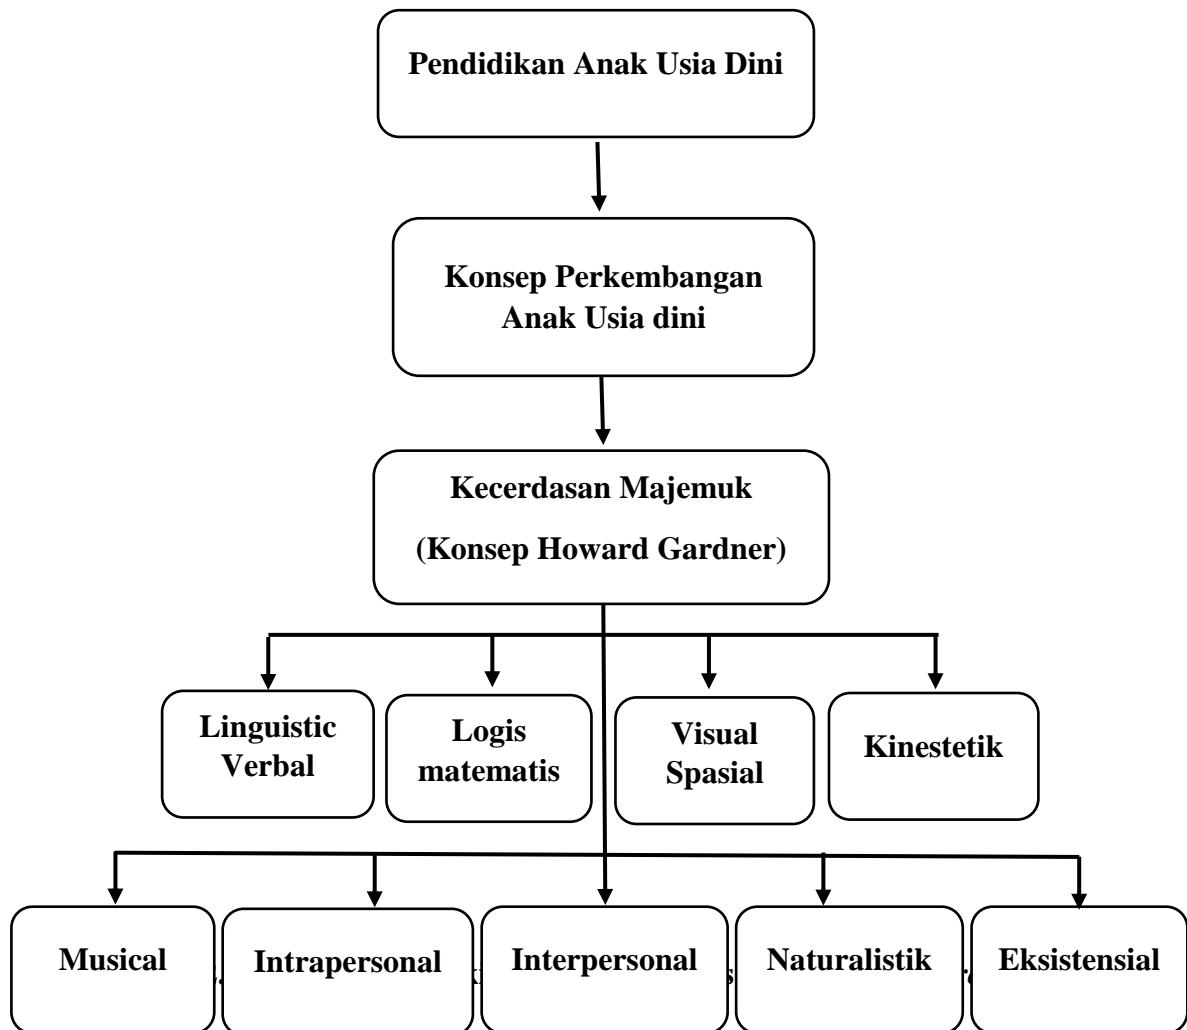 Pendidikan Anak Usia Dini
Konsep Perkembangan
Anak Usia dini
Kecerdasan Majemuk
(Konsep Howard Gardner)
Linguistic
Verbal
Logis
matematis
Visual
Spasial
Kinestetik
Musical
Intrapersonal
Interpersonal
Naturalistik
Eksistensial